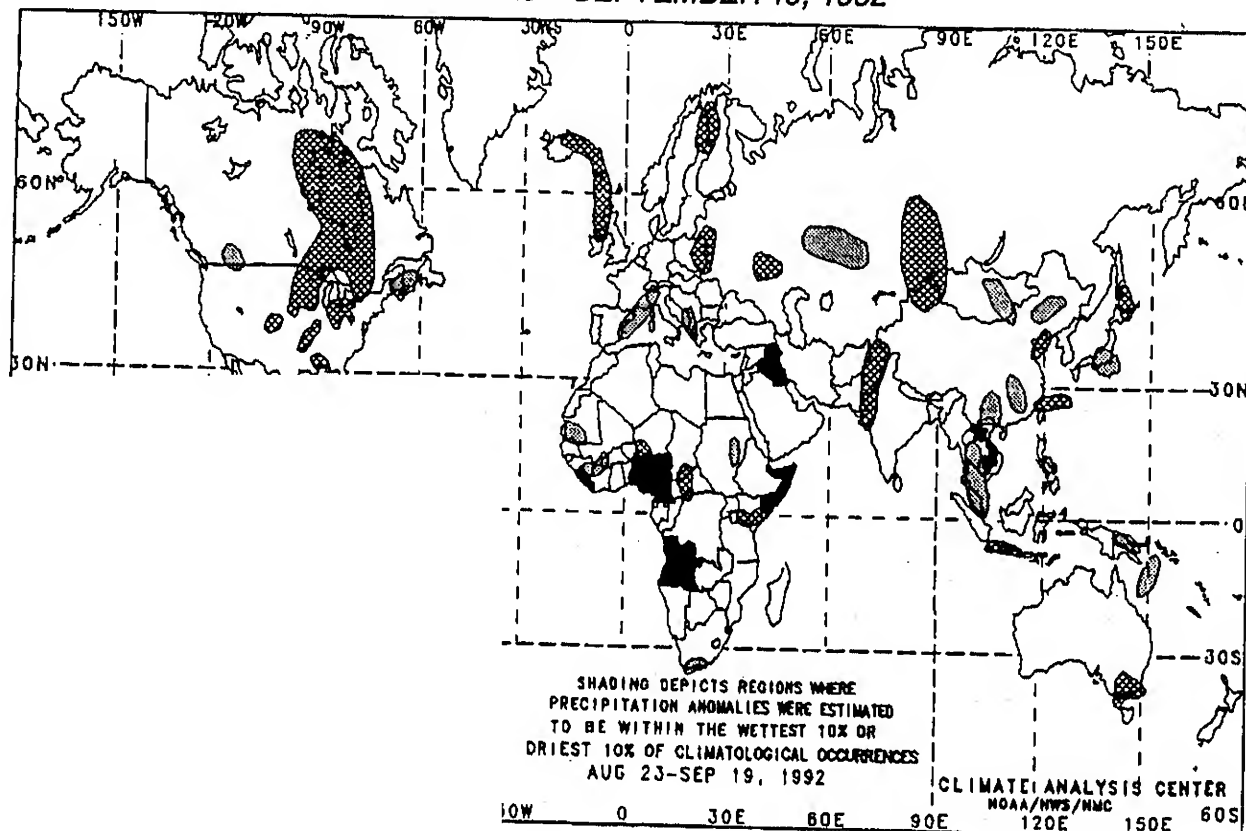 150W
90W
60W
30W
0
30E
60E
90E
120E
150E
60N
60N
30N
30N
0
30S
SHADING DEPICTS REGIONS WHERE
PRECIPITATION ANOMALIES WERE ESTIMATED
TO BE WITHIN THE WETTEST 10% OR
DRIEST 10% OF CLIMATOLOGICAL OCCURRENCES
AUG 23-SEP 19, 1992
CLIMATE ANALYSIS CENTER
NOAA/NWS/NMC
0
30E
60E
90E
120E
150E
60S